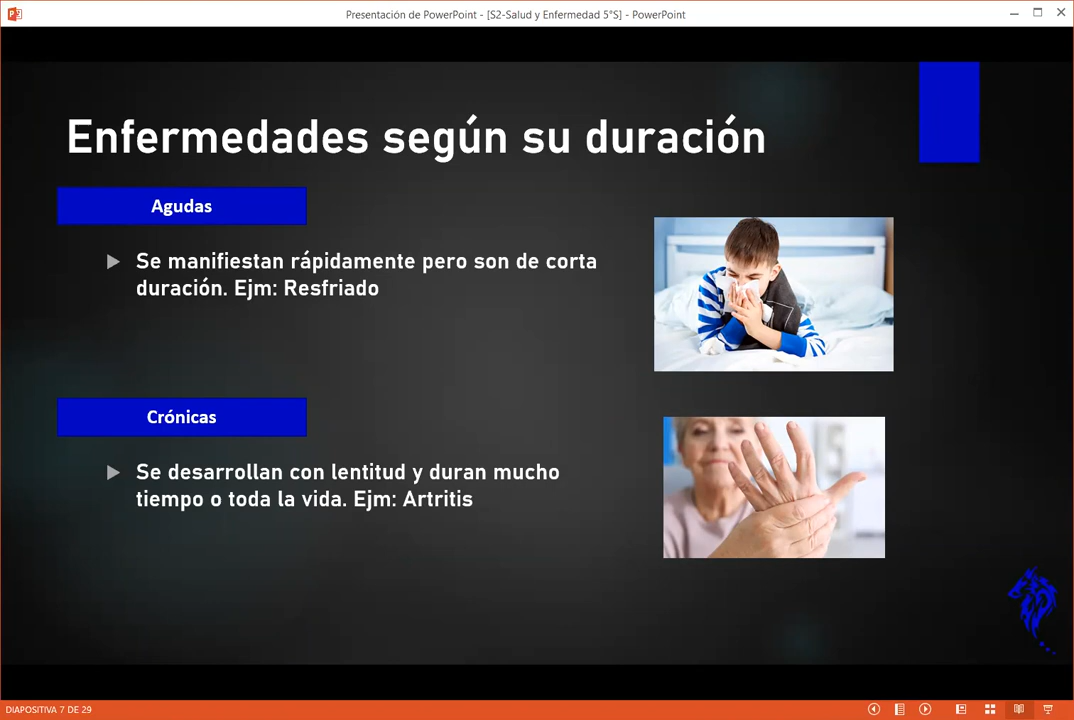 Presentación de PowerPoint - [S2-Salud y Enfermedad 5°S] - PowerPoint
Enfermedades según su duración
Agudas
Se manifiestan rápidamente pero son de corta
duración. Ejm: Resfriado
Crónicas
Se desarrollan con lentitud y duran mucho
tiempo o toda la vida. Ejm: Artritis
DIAPOSITIVA 7 DE 29